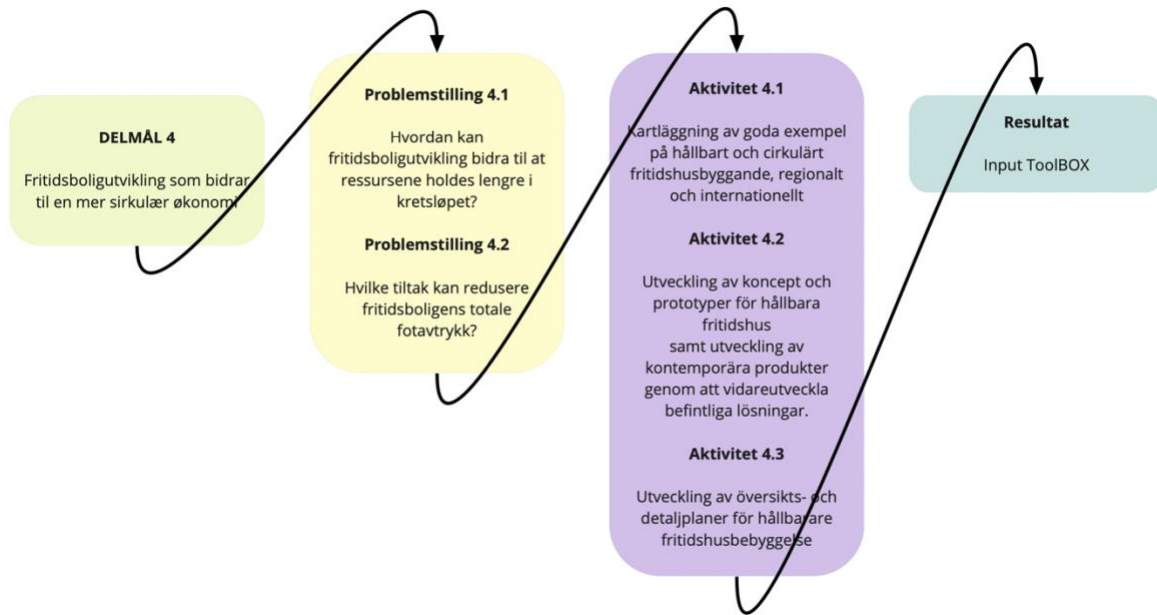 DELMÅL 4
Fritidsboligutvikling som bidrar
til en mer sirkulær økonomi
Problemstilling 4.1
Hvordan kan
fritidsboligutvikling bidra til at
ressursene holdes lengre i
kretsløpet?
Problemstilling 4.2
Hvilke tiltak kan redusere
fritidsboligens totale
fotavtrykk?
Aktivitet 4.1
Kartläggning av goda exempel
på hållbart och cirkulärt
fritidshusbyggande, regionalt
och internationellt
Aktivitet 4.2
Utveckling av koncept och
prototyper för hållbara
fritidshus
samt utveckling av
kontemporära produkter
genom att vidareutveckla
befintliga lösningar.
Aktivitet 4.3
Utveckling av översikts- och
detaljplaner för hållbarare
fritidshusbebyggelse
Resultat
Input ToolBOX